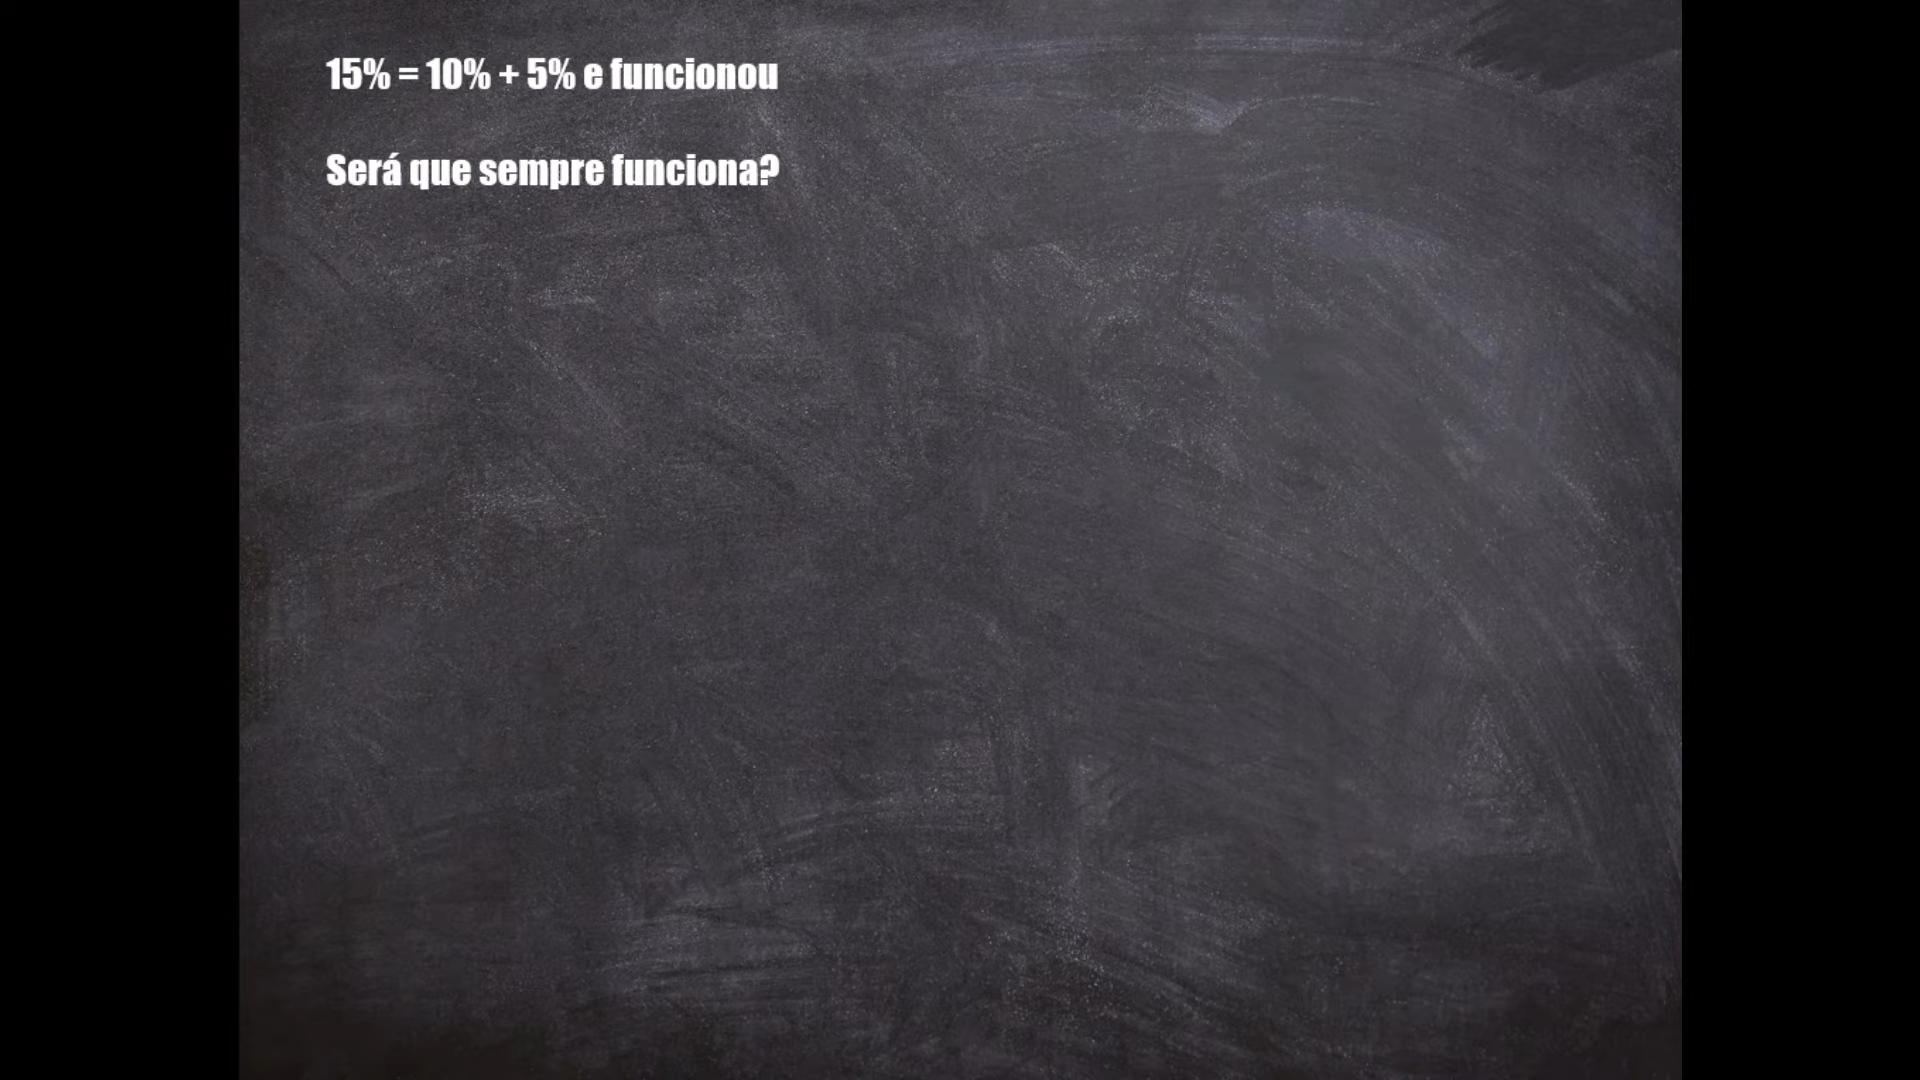 15% = 10% + 5% e funcionou
Será que sempre funciona?